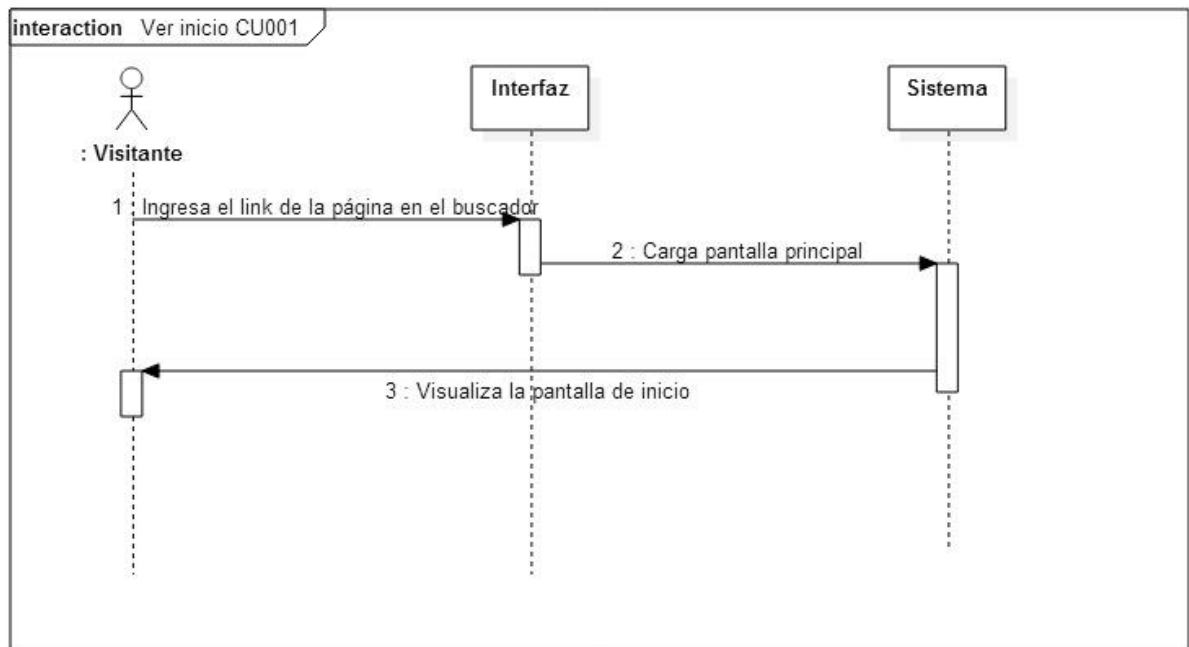 interaction Ver inicio CU001
Interfaz
Sistema
: Visitante
1 : Ingresa el link de la página en el buscador
2 : Carga pantalla principal
3 : Visualiza la pantalla de inicio